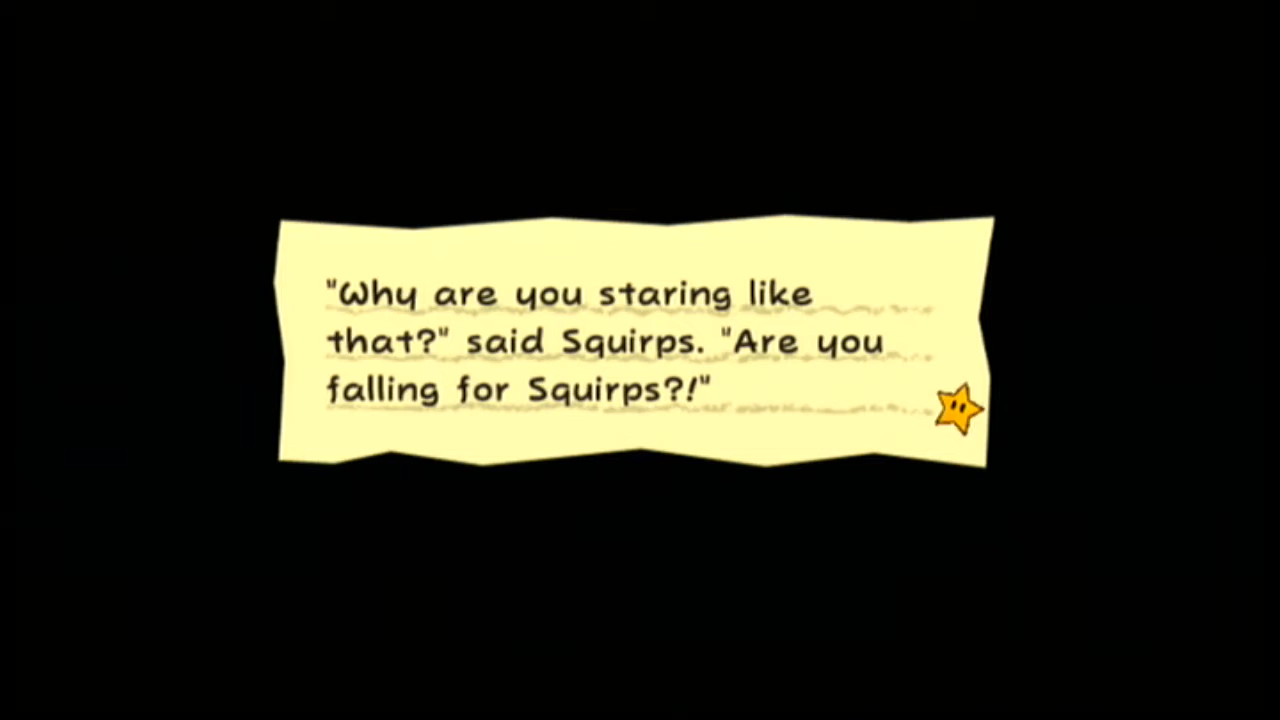 "Why are you staring like
that?" said Squirps. "Are you
falling for Squirps?!"